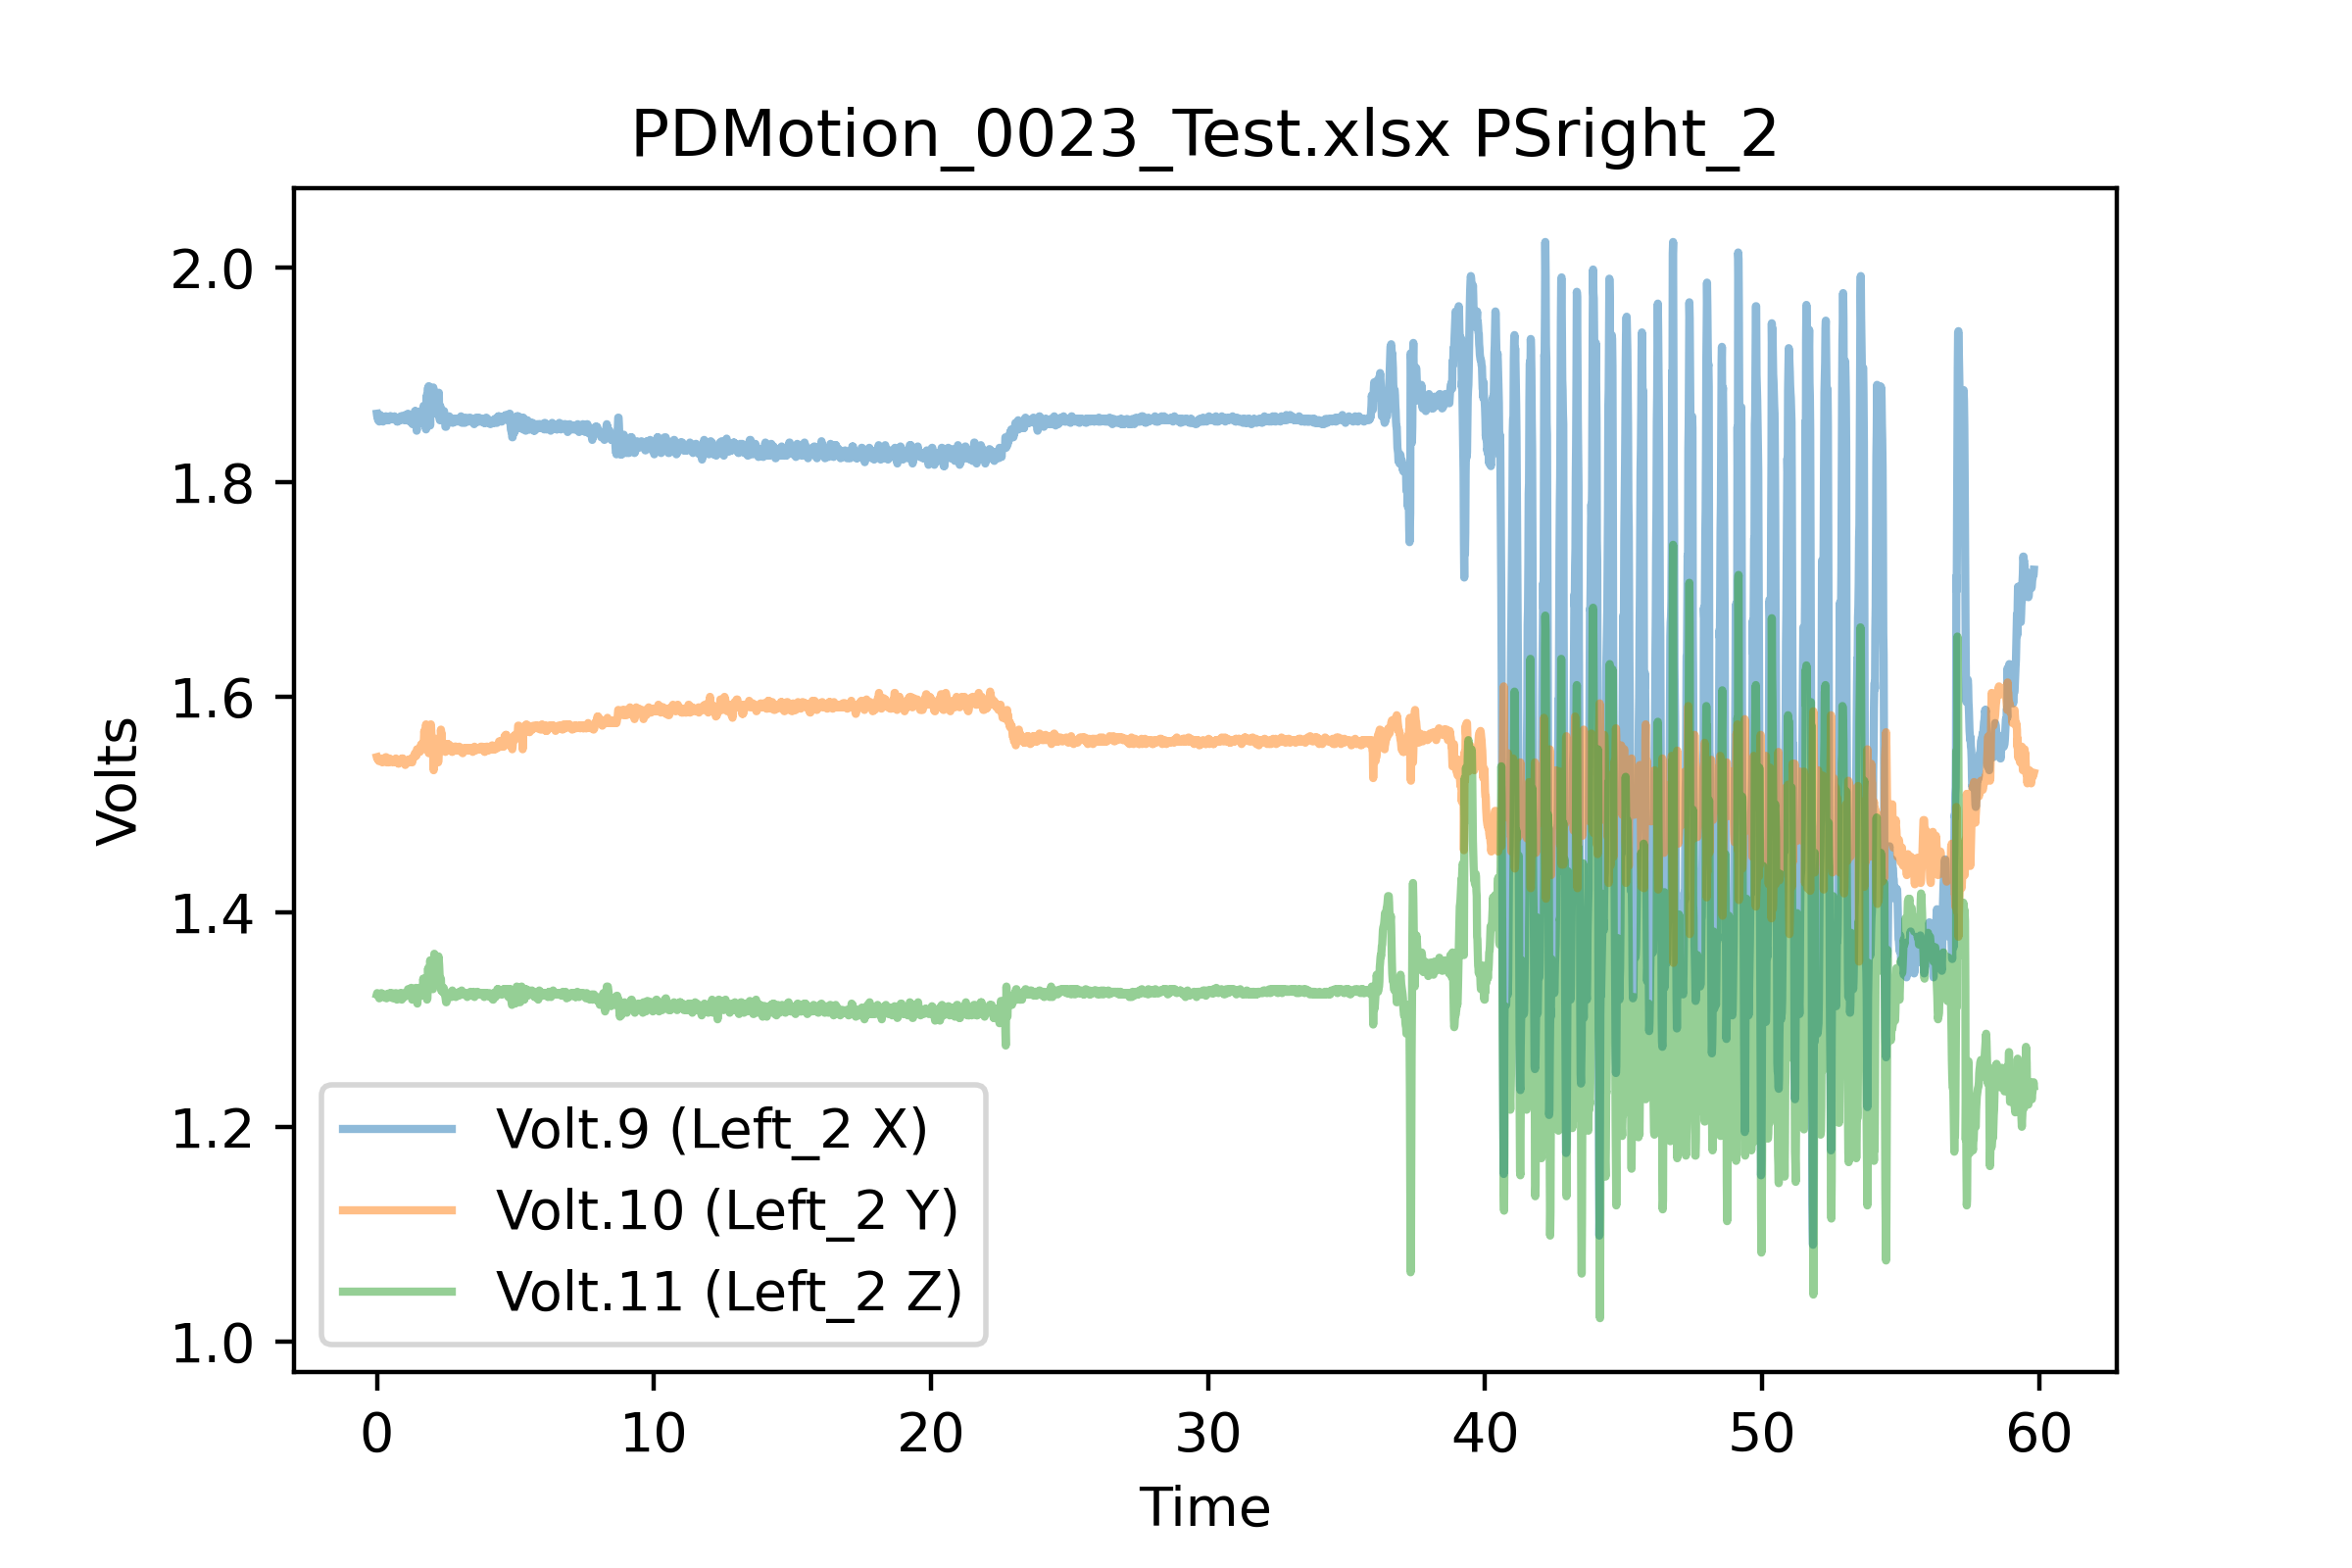 PDMotion_0023_Test.xlsx PSright_2
Volts
2.0
1.8
1.6
1.4
1.2
1.0
Volt.9 (Left_2 X)
Volt.10 (Left_2 Y)
Volt.11 (Left_2 Z)
0 10 20 30 40 50 60
Time